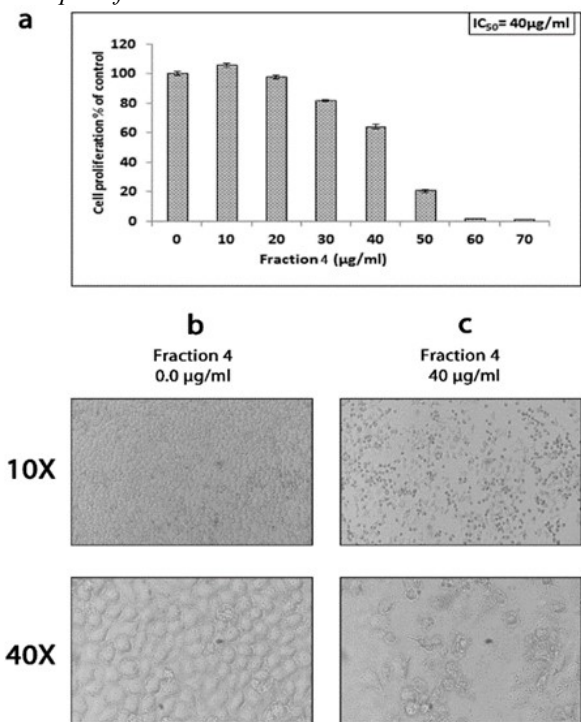 a
IC50= 40µg/ml
Cell proliferation% of control
120
100
80
60
40
20
0
0 10 20 30 40 50 60 70
Fraction 4 (µg/ml)
b c
Fraction 4 Fraction 4
0.0 µg/ml 40 µg/ml
10X
40X